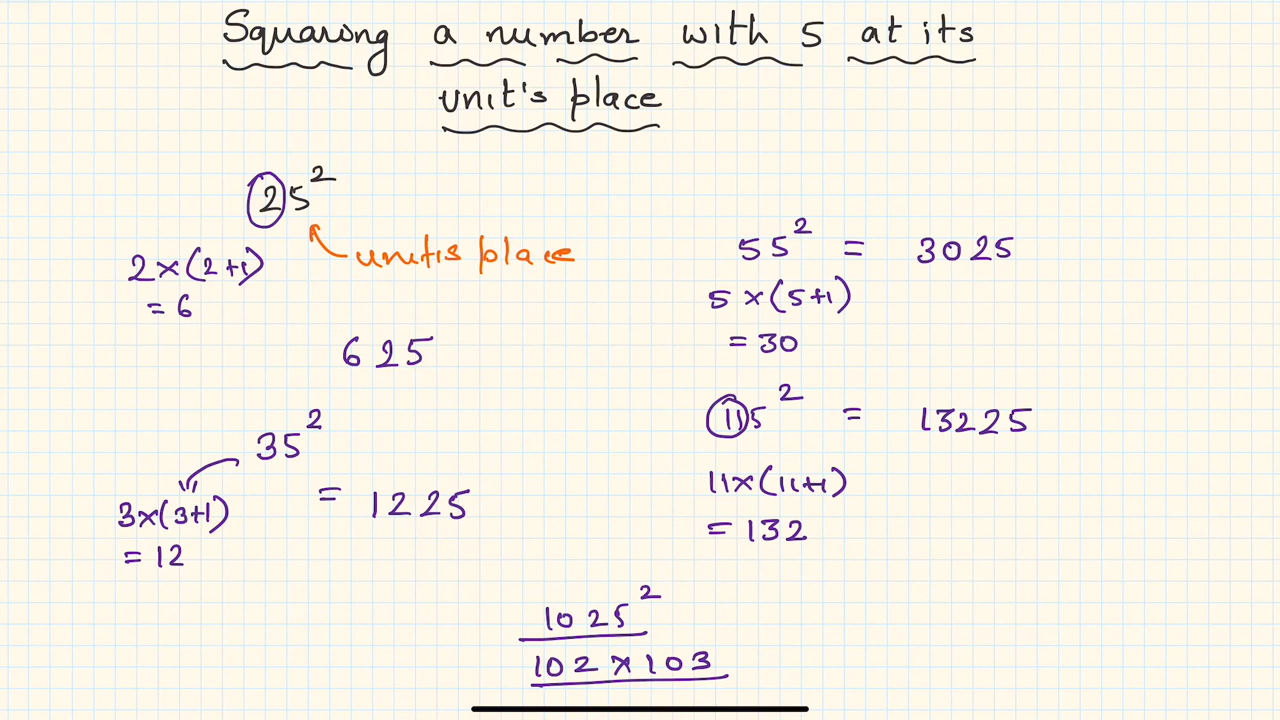 Squaring a number with 5 at its
unit's place
25²
unit's place
2×(2+1)
= 6
625
35²
3×(3+1)
= 12
= 1225
55² = 3025
5×(5+1)
= 30
115² = 13225
11×(11+1)
= 132
1025²
102×103